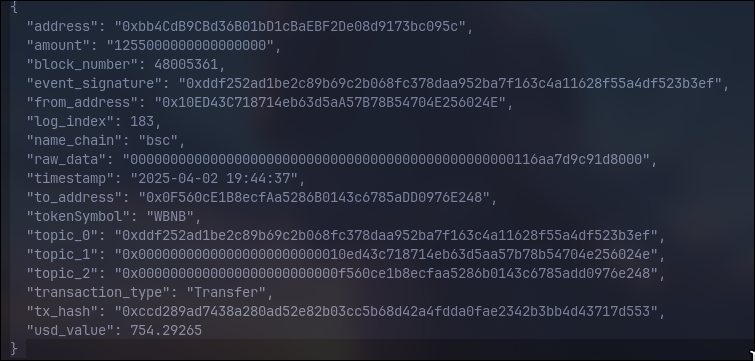 {
"address": "0xbb4CdB9CBd36B01bD1cBaEBF2De08d9173bc095c",
"amount": "1255000000000000000",
"block_number": 48005361,
"event_signature": "0xddf252ad1be2c89b69c2b068fc378daa952ba7f163c4a11628f55a4df523b3ef",
"from_address": "0x10ED43C718714eb63d5aA57B78B54704E256024E",
"log_index": 183,
"name_chain": "bsc",
"raw_data": "000000000000000000000000000000000000000000000000116aa7d9c91d8000",
"timestamp": "2025-04-02 19:44:37",
"to_address": "0x0F560cE1B8ecfAa5286B0143c6785aDD0976E248",
"tokenSymbol": "WBNB",
"topic_0": "0xddf252ad1be2c89b69c2b068fc378daa952ba7f163c4a11628f55a4df523b3ef",
"topic_1": "0x00000000000000000000000010ed43c718714eb63d5aa57b78b54704e256024e",
"topic_2": "0x0000000000000000000000000f560ce1b8ecfaa5286b0143c6785add0976e248",
"transaction_type": "Transfer",
"tx_hash": "0xccd289ad7438a280ad52e82b03cc5b68d42a4fdda0fae2342b3bb4d43717d553",
"usd_value": 754.29265
}